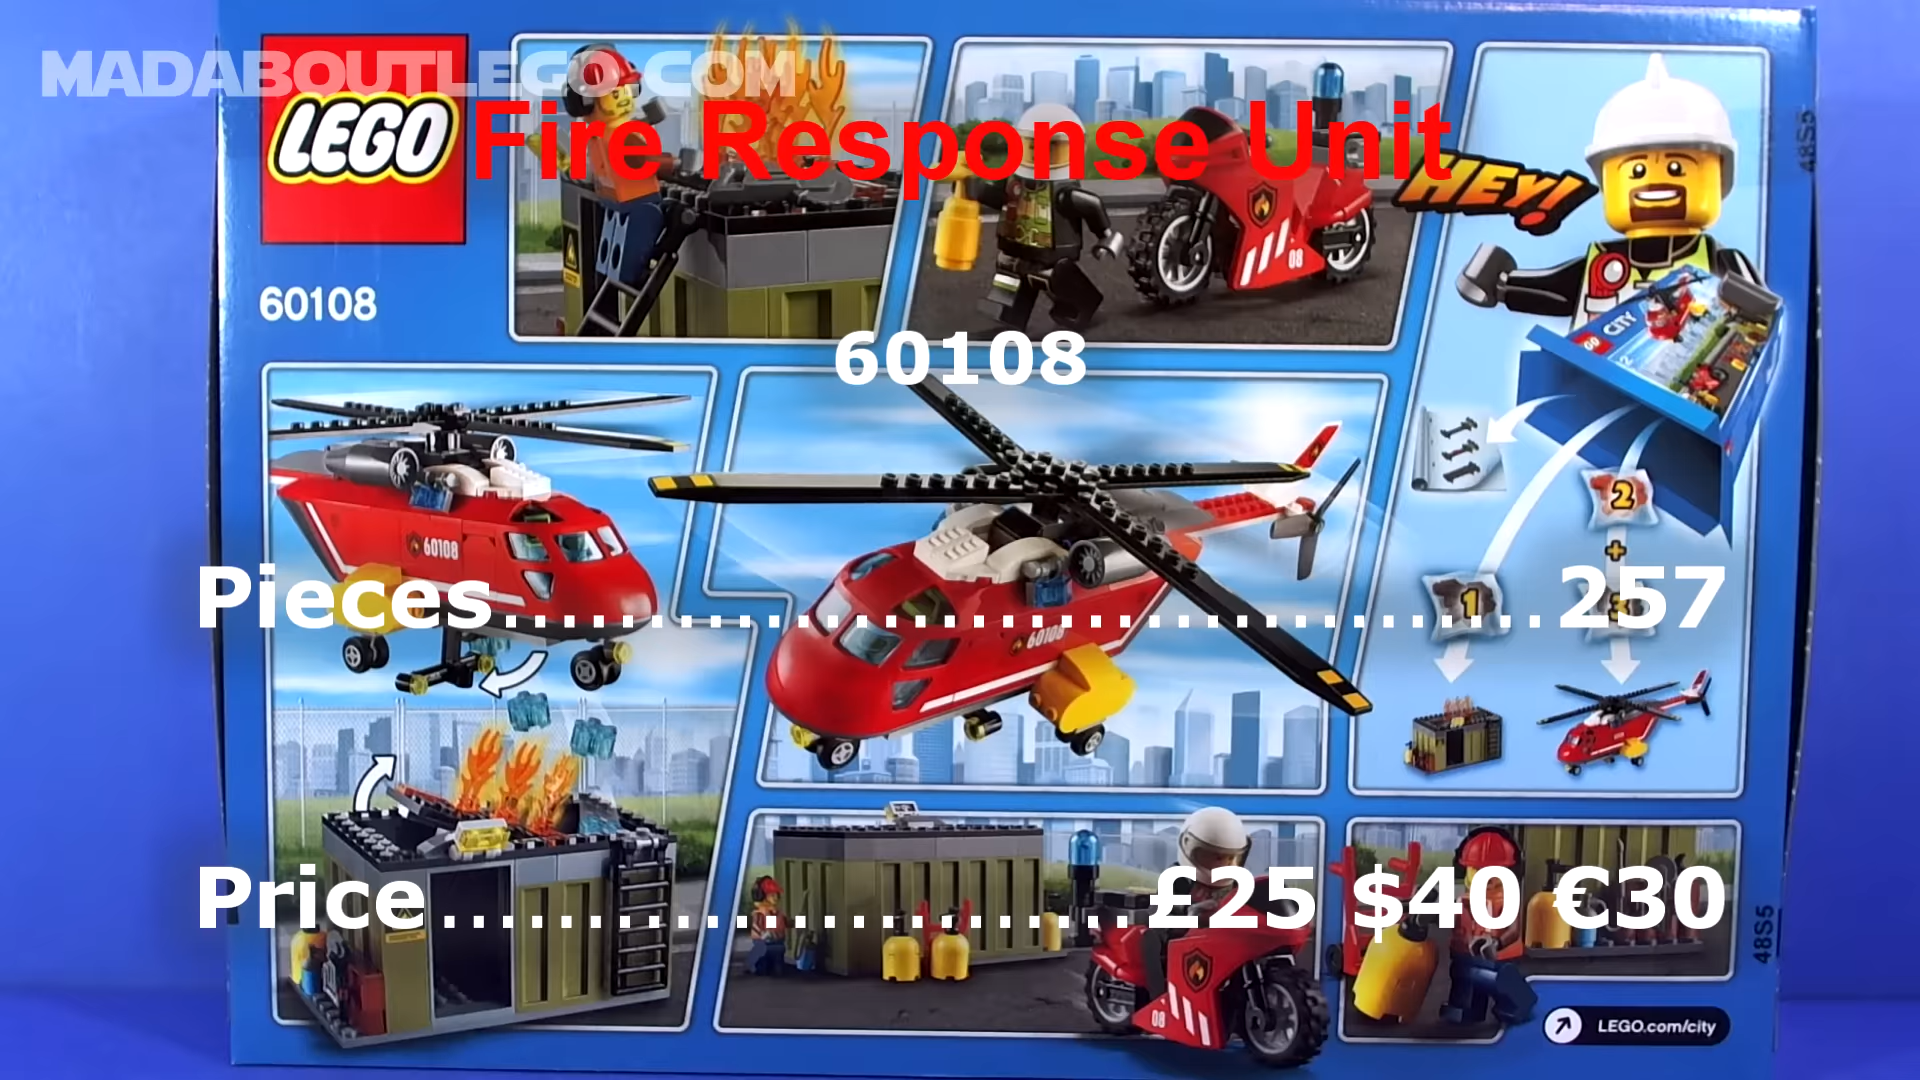 MADABOUTLEGO.COM
LEGO
Fire Response Unit
HEY!
60108
60108
CITY
2
60108
60108
1
+
Pieces..................................257
Price........................£25 $40 €30
08
08
48S5
48S5
LEGO.com/city